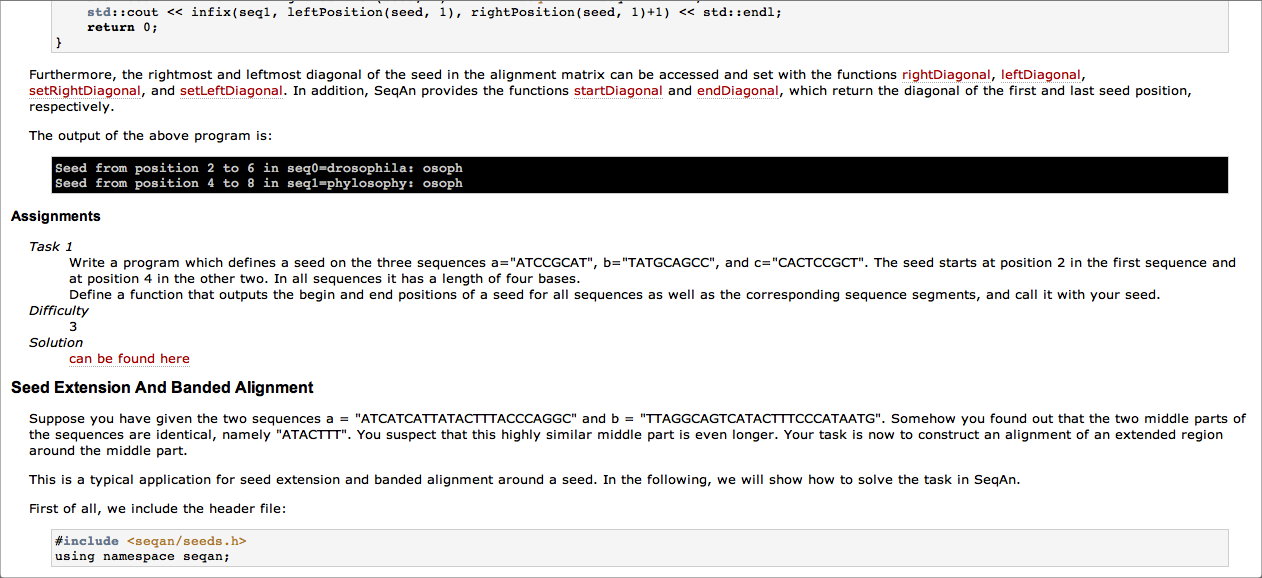 std::cout << infix(seq1, leftPosition(seed, 1), rightPosition(seed, 1)+1) << std::endl;
return 0;
}
Furthermore, the rightmost and leftmost diagonal of the seed in the alignment matrix can be accessed and set with the functions rightDiagonal, leftDiagonal,
setRightDiagonal, and setLeftDiagonal. In addition, SeqAn provides the functions startDiagonal and endDiagonal, which return the diagonal of the first and last seed position,
respectively.
The output of the above program is:
Seed from position 2 to 6 in seq0=drosophila: osoph
Seed from position 4 to 8 in seq1=phylosophy: osoph
Assignments
Task 1
Write a program which defines a seed on the three sequences a="ATCCGCAT", b="TATGCAGCC", and c="CACTCCGCT". The seed starts at position 2 in the first sequence and
at position 4 in the other two. In all sequences it has a length of four bases.
Define a function that outputs the begin and end positions of a seed for all sequences as well as the corresponding sequence segments, and call it with your seed.
Difficulty
3
Solution
can be found here
Seed Extension And Banded Alignment
Suppose you have given the two sequences a = "ATCATCATTATACTTTACCCAGGC" and b = "TTAGGCAGTCATACTTTCCCATAATG". Somehow you found out that the two middle parts of
the sequences are identical, namely "ATACTTT". You suspect that this highly similar middle part is even longer. Your task is now to construct an alignment of an extended region
around the middle part.
This is a typical application for seed extension and banded alignment around a seed. In the following, we will show how to solve the task in SeqAn.
First of all, we include the header file:
#include <seqan/seeds.h>
using namespace seqan;